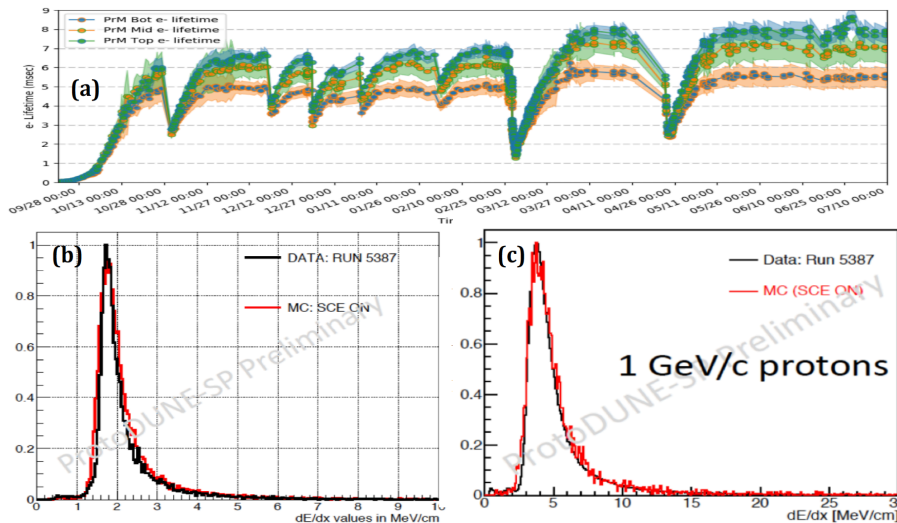 9
8
7
6
5
4
3
2
1
0
e- Lifetime (msec)
PrM Bot e- lifetime
PrM Mid e- lifetime
PrM Top e- lifetime
(a)
09/28 00:00
10/13 00:00
10/28 00:00
11/12 00:00
11/27 00:00
12/12 00:00
12/27 00:00
01/11 00:00
01/26 00:00
02/10 00:00
02/25 00:00
03/12 00:00
03/27 00:00
04/11 00:00
04/26 00:00
05/11 00:00
05/26 00:00
06/10 00:00
06/25 00:00
07/10 00:00
Tir
(b)
DATA: RUN 5387
MC: SCE ON
ProtoDUNE-SP Preliminary
1
0.8
0.6
0.4
0.2
0
0 1 2 3 4 5 6 7 8 9 10
dE/dx values in MeV/cm
(c)
Data: Run 5387
MC (SCE ON)
1 GeV/c protons
ProtoDUNE-SP Preliminary
1
0.8
0.6
0.4
0.2
0
0 5 10 15 20 25 3
dE/dx [MeV/cm]